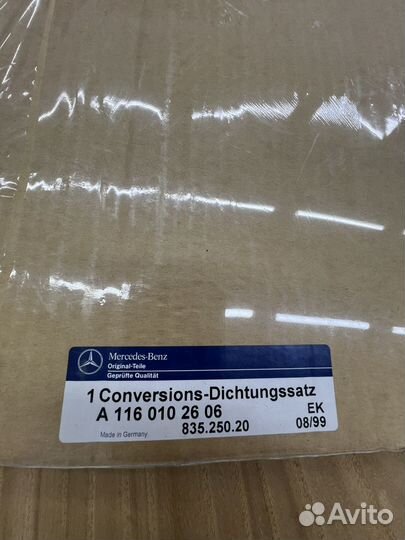 Mercedes-Benz
Original-Teile
Geprüfte Qualität
1 Conversions-Dichtungssatz
A 116 010 26 06 EK
Made in Germany 835.250.20 08/99
Avito